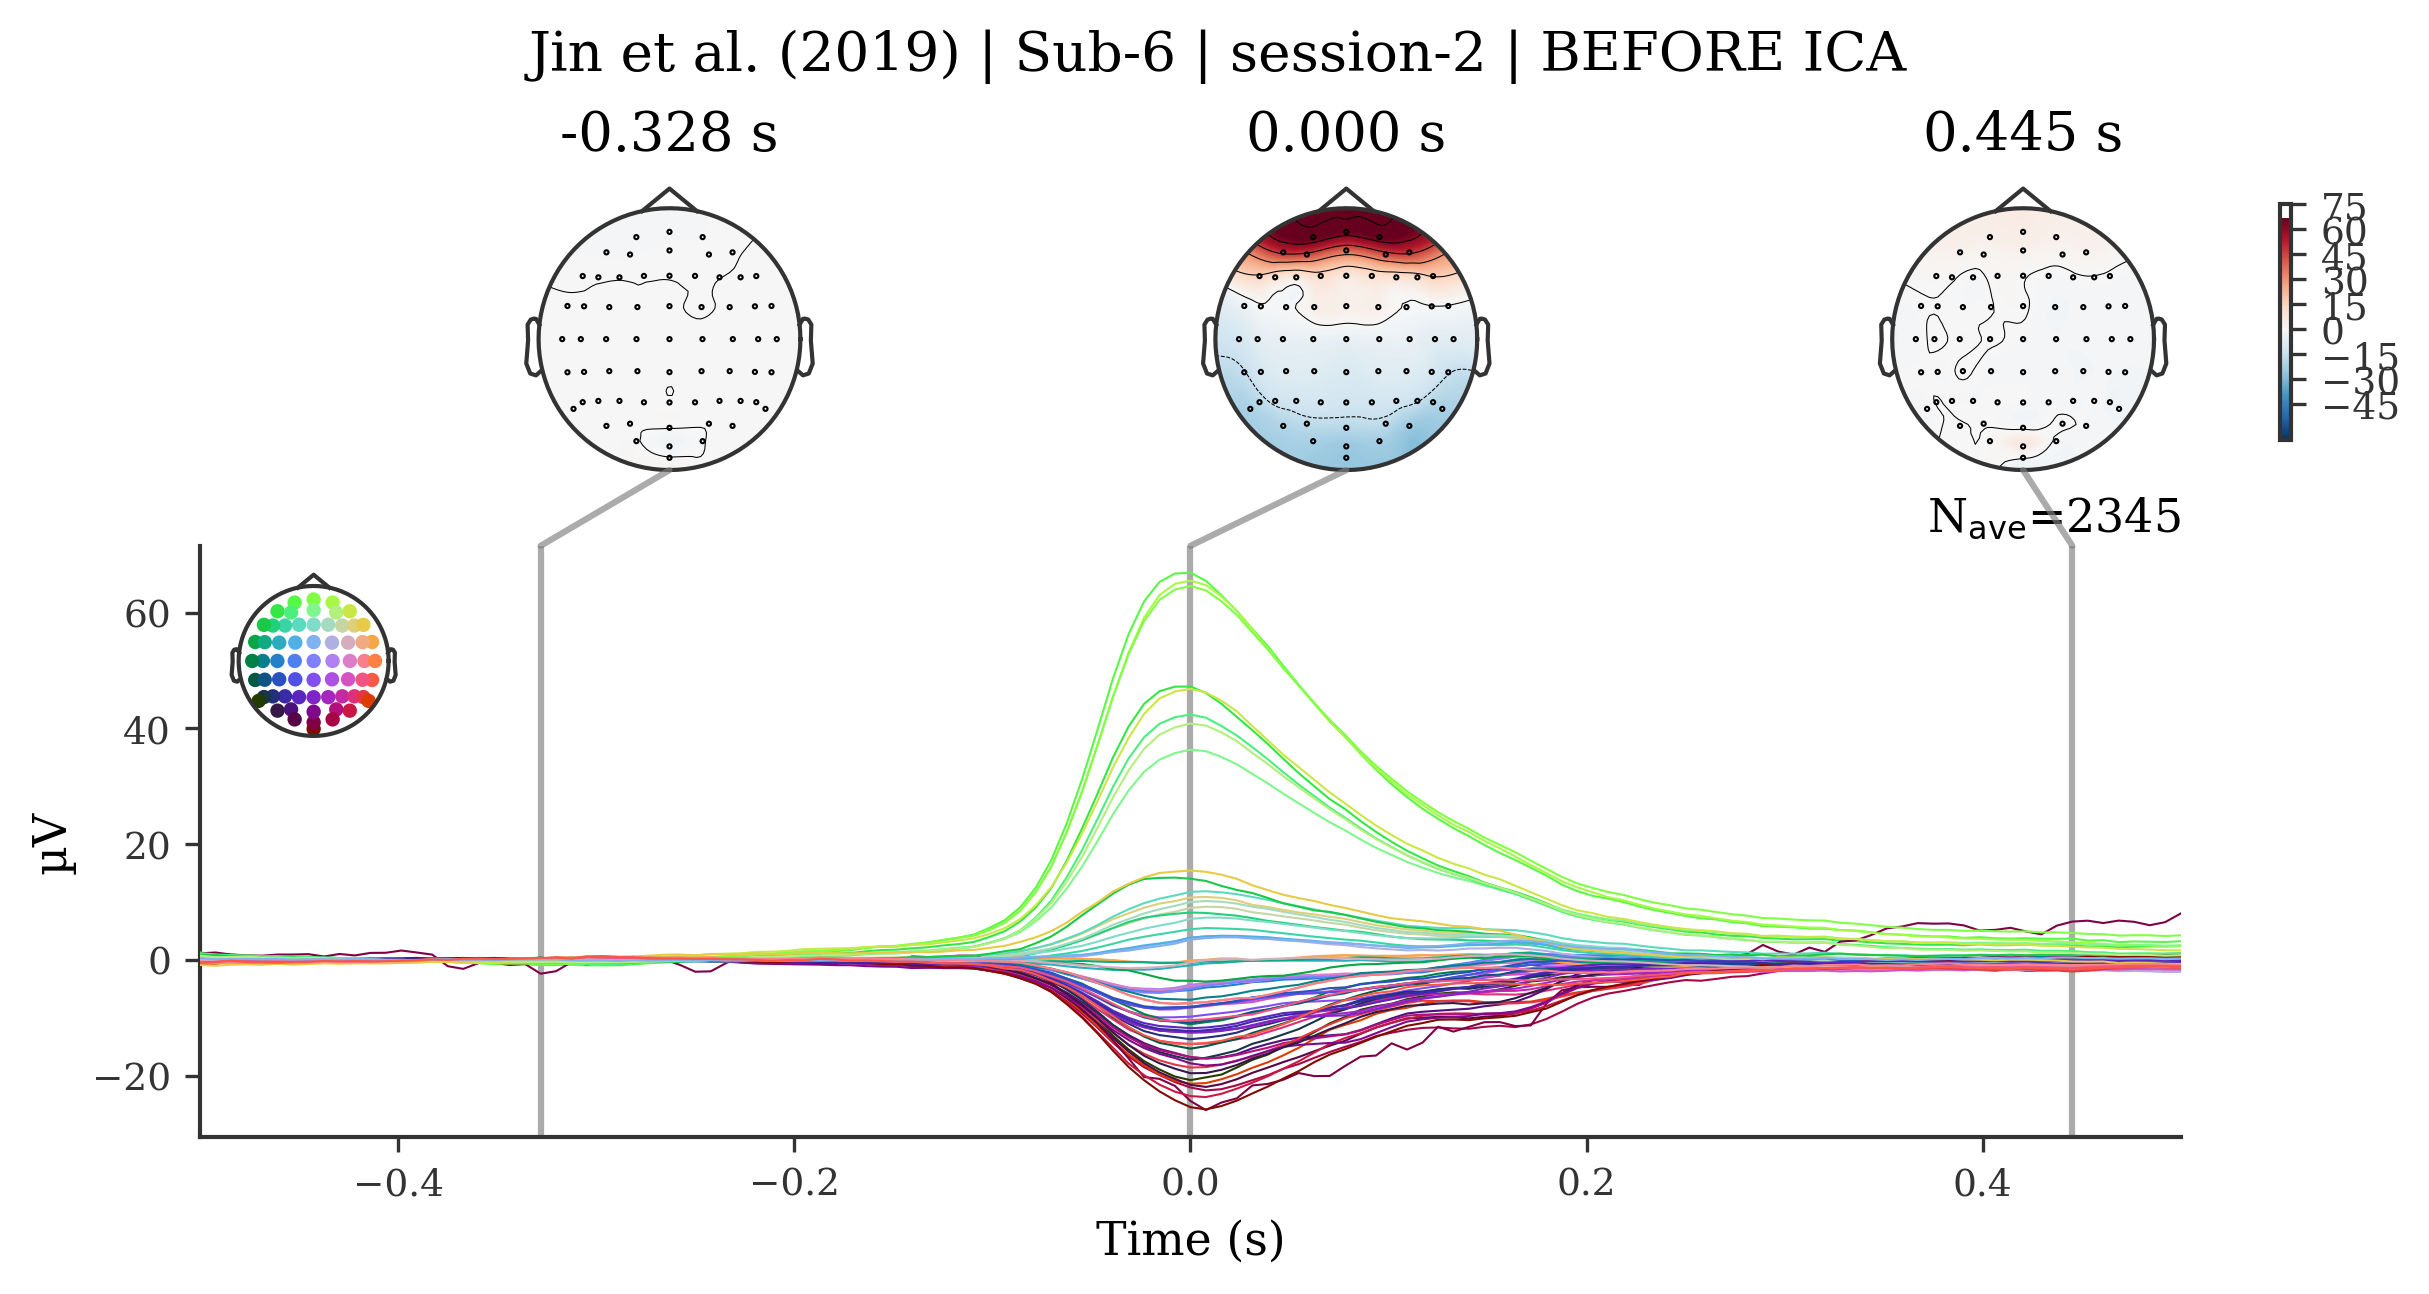 Jin et al. (2019) | Sub-6 | session-2 | BEFORE ICA
-0.328 s
0.000 s
0.445 s
75
60
45
30
15
0
−15
−30
−45
Nave=2345
60
40
20
0
−20
µV
−0.4
−0.2
0.0
0.2
0.4
Time (s)